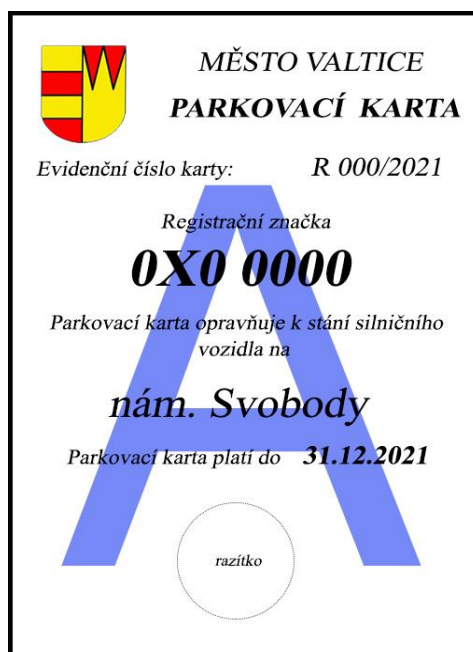 MĚSTO VALTICE
PARKOVACÍ KARTA
Evidenční číslo karty: R 000/2021
Registrační značka
0X0 0000
Parkovací karta opravňuje k stání silničního
vozidla na
nám. Svobody
Parkovací karta platí do 31.12.2021
razítko
A